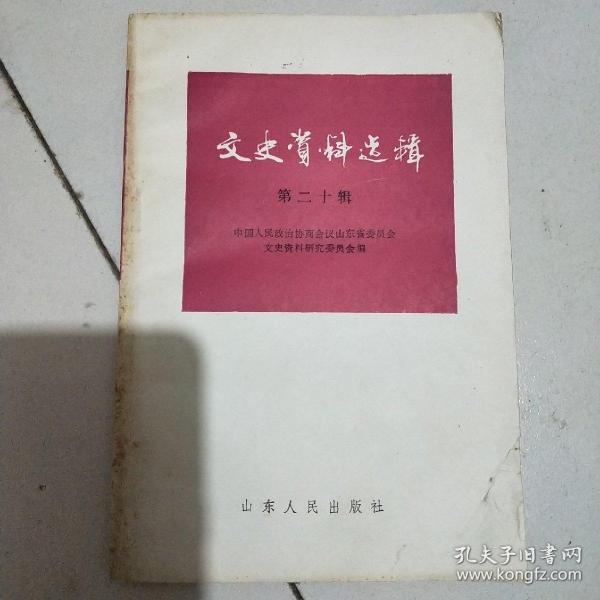 文史资料选辑
第二十辑
中国人民政治协商会议山东省委员会
文史资料研究委员会编
山东人民出版社
孔夫子旧书网
www.kongfz.com